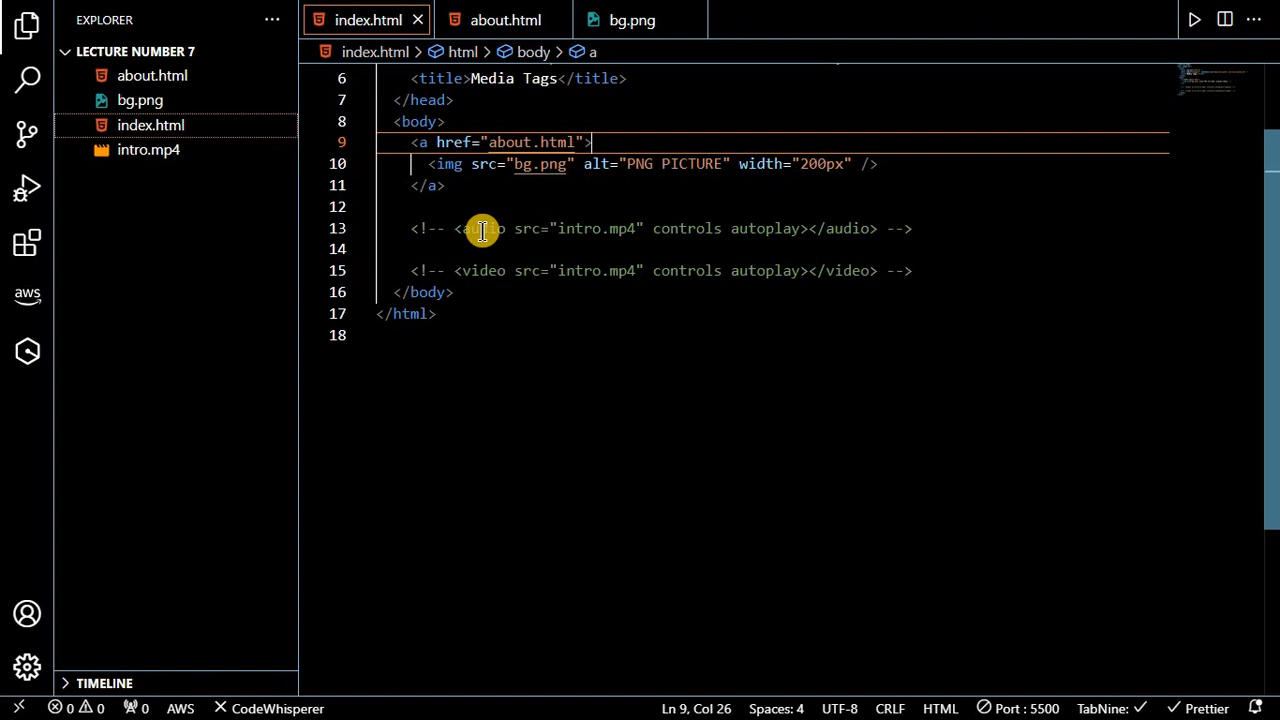 EXPLORER
···
LECTURE NUMBER 7
about.html
bg.png
index.html
intro.mp4
TIMELINE
aws
index.html
about.html
bg.png
···
index.html > html > body > a
6 <title>Media Tags</title>
7 </head>
8 <body>
9 <a href="about.html">
10 <img src="bg.png" alt="PNG PICTURE" width="200px" />
11 </a>
12
13 <!-- <audio src="intro.mp4" controls autoplay></audio> -->
14
15 <!-- <video src="intro.mp4" controls autoplay></video> -->
16 </body>
17 </html>
18
0 0 0 AWS CodeWhisperer Ln 9, Col 26 Spaces: 4 UTF-8 CRLF HTML Port : 5500 TabNine: Prettier